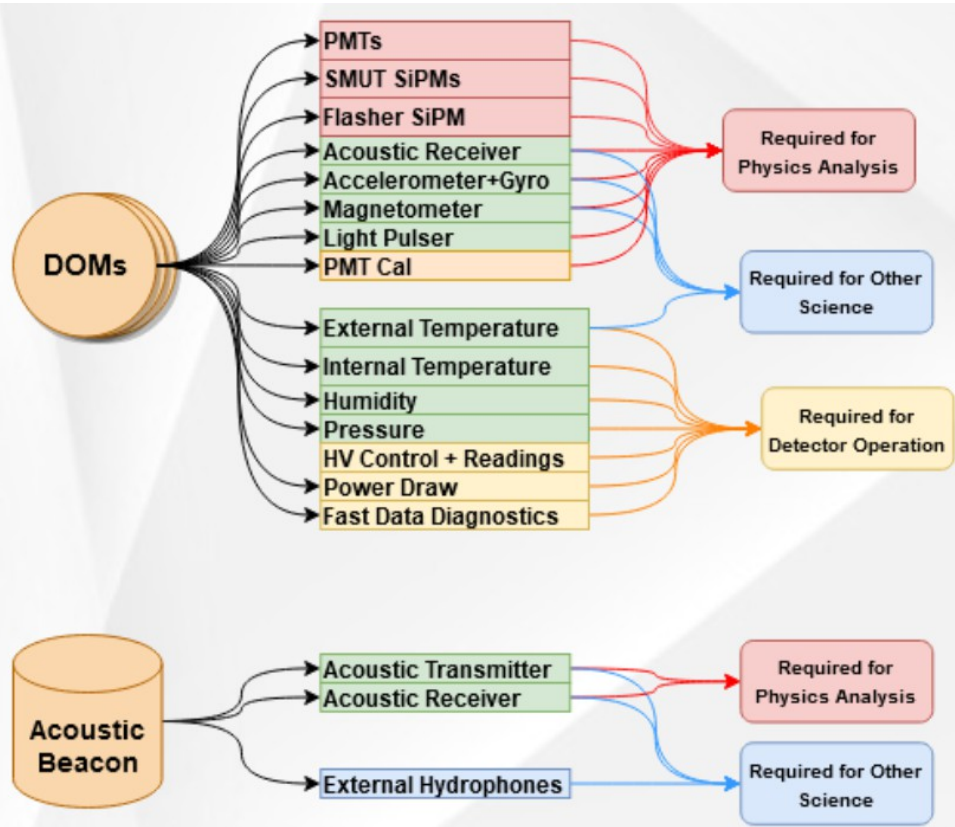 DOMs
PMTs
SMUT SiPMs
Flasher SiPM
Acoustic Receiver
Accelerometer+Gyro
Magnetometer
Light Pulser
PMT Cal
External Temperature
Internal Temperature
Humidity
Pressure
HV Control + Readings
Power Draw
Fast Data Diagnostics
Required for
Physics Analysis
Required for Other
Science
Required for
Detector Operation
Acoustic
Beacon
Acoustic Transmitter
Acoustic Receiver
External Hydrophones
Required for
Physics Analysis
Required for Other
Science